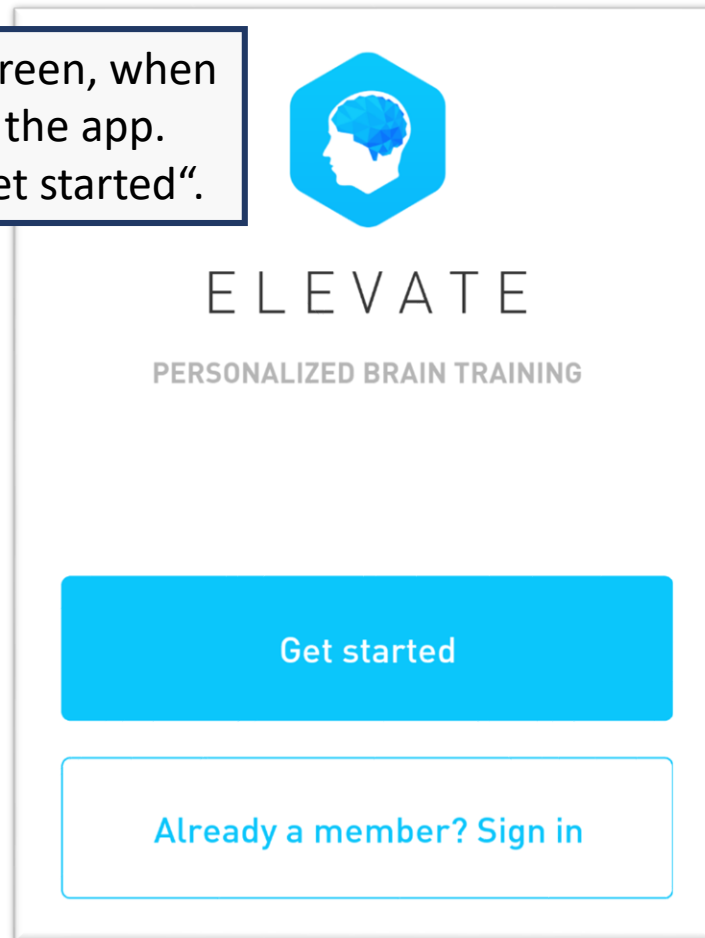 reen, when
the app.
et started“.
ELEVATE
PERSONALIZED BRAIN TRAINING
Get started
Already a member? Sign in